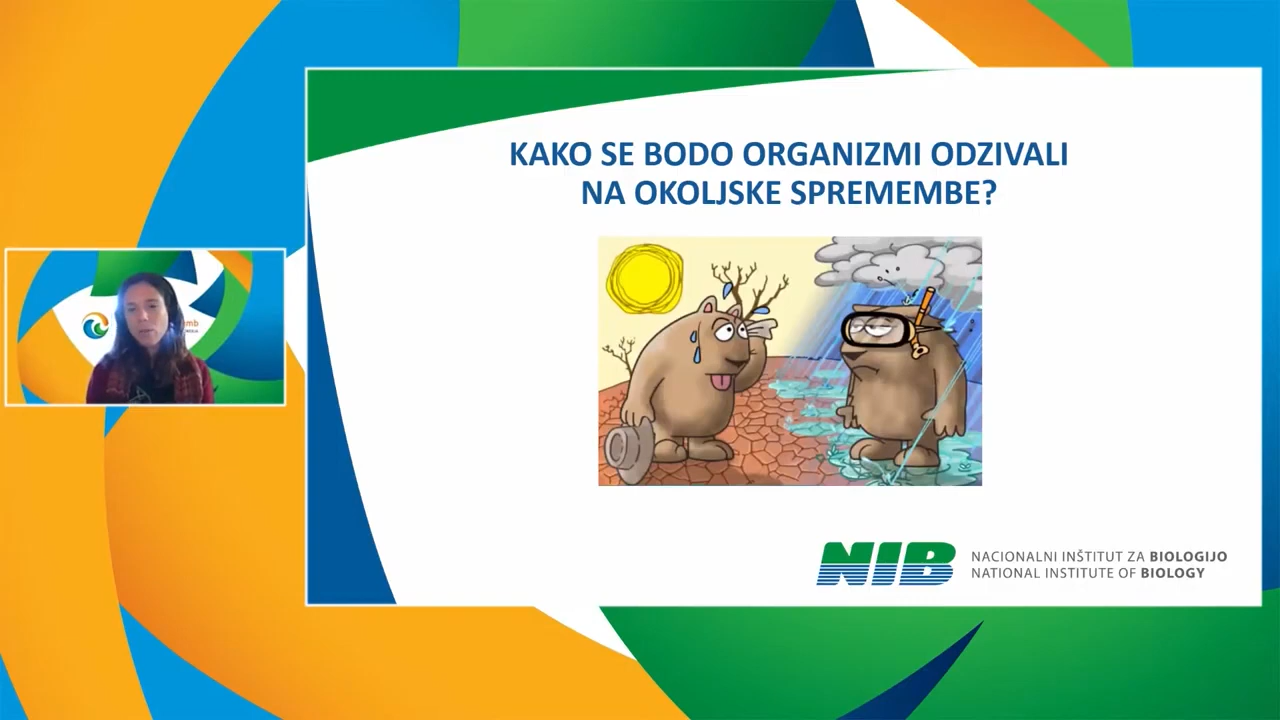 KAKO SE BODO ORGANIZMI ODZIVALI
NA OKOLJSKE SPREMEMBE?
NIB
NACIONALNI INŠTITUT ZA BIOLOGIJO
NATIONAL INSTITUTE OF BIOLOGY